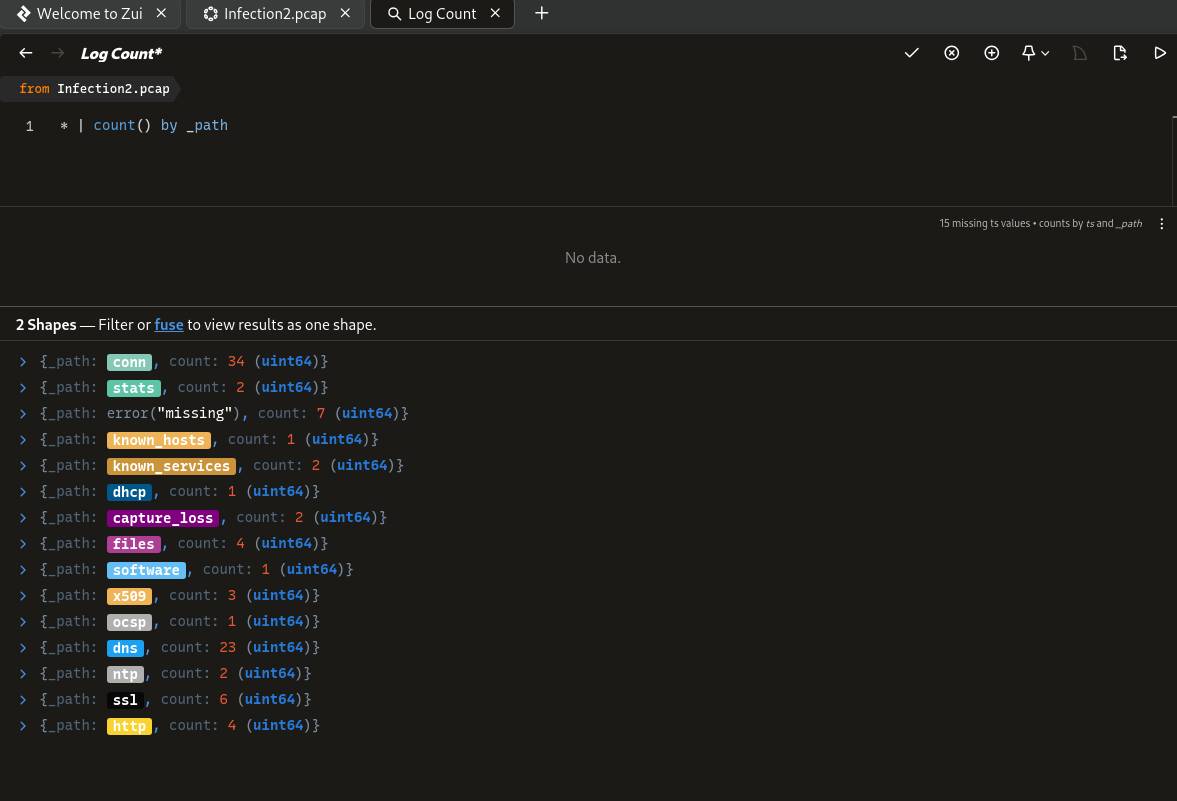 Welcome to Zui Infection2.pcap Log Count
Log Count*
from Infection2.pcap
1 * | count() by _path
15 missing ts values • counts by ts and _path
No data.
2 Shapes — Filter or fuse to view results as one shape.
{_path: conn, count: 34 (uint64)}
{_path: stats, count: 2 (uint64)}
{_path: error("missing"), count: 7 (uint64)}
{_path: known_hosts, count: 1 (uint64)}
{_path: known_services, count: 2 (uint64)}
{_path: dhcp, count: 1 (uint64)}
{_path: capture_loss, count: 2 (uint64)}
{_path: files, count: 4 (uint64)}
{_path: software, count: 1 (uint64)}
{_path: x509, count: 3 (uint64)}
{_path: ocsp, count: 1 (uint64)}
{_path: dns, count: 23 (uint64)}
{_path: ntp, count: 2 (uint64)}
{_path: ssl, count: 6 (uint64)}
{_path: http, count: 4 (uint64)}